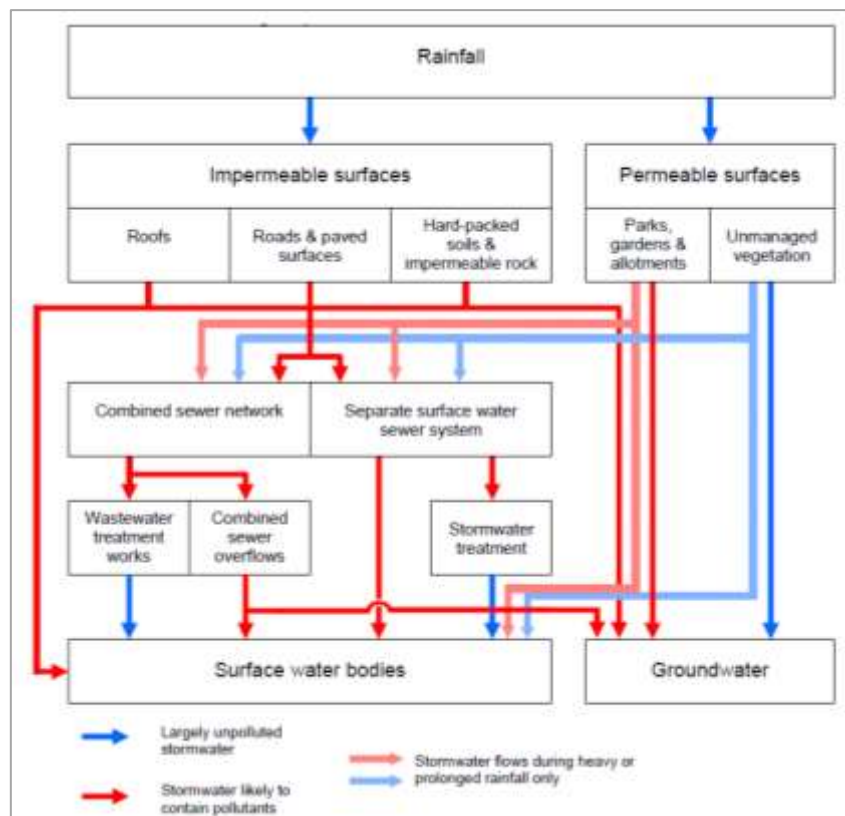 Rainfall
Impermeable surfaces
Permeable surfaces
Roofs
Roads & paved
surfaces
Hard-packed
soils &
impermeable rock
Parks,
gardens &
allotments
Unmanaged
vegetation
Combined sewer network
Separate surface water
sewer system
Wastewater
treatment
works
Combined
sewer
overflows
Stormwater
treatment
Surface water bodies
Groundwater
Largely unpolluted
stormwater
Stormwater flows during heavy or
prolonged rainfall only
Stormwater likely to
contain pollutants